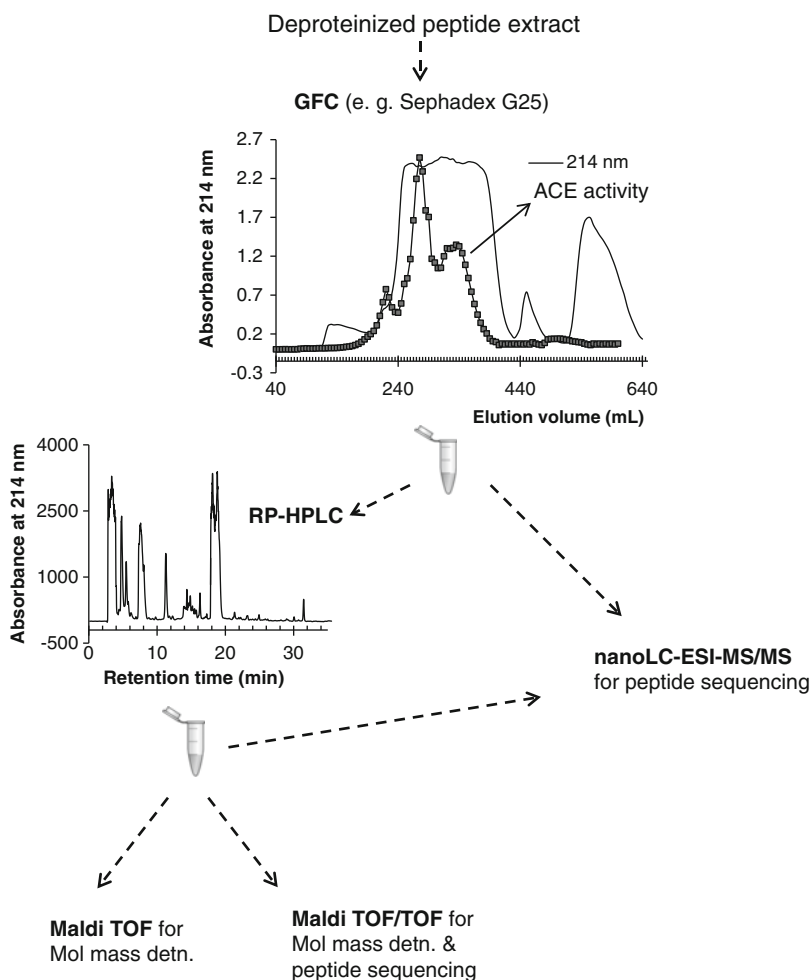 Deproteinized peptide extract
GFC (e. g. Sephadex G25)
2.7
2.2
1.7
1.2
0.7
0.2
-0.3
Absorbance at 214 nm
214 nm
ACE activity
40
240
440
640
Elution volume (mL)
4000
2500
1000
-500
Absorbance at 214 nm
RP-HPLC
0
10
20
30
Retention time (min)
nanoLC-ESI-MS/MS
for peptide sequencing
Maldi TOF for
Mol mass detn.
Maldi TOF/TOF for
Mol mass detn. &
peptide sequencing